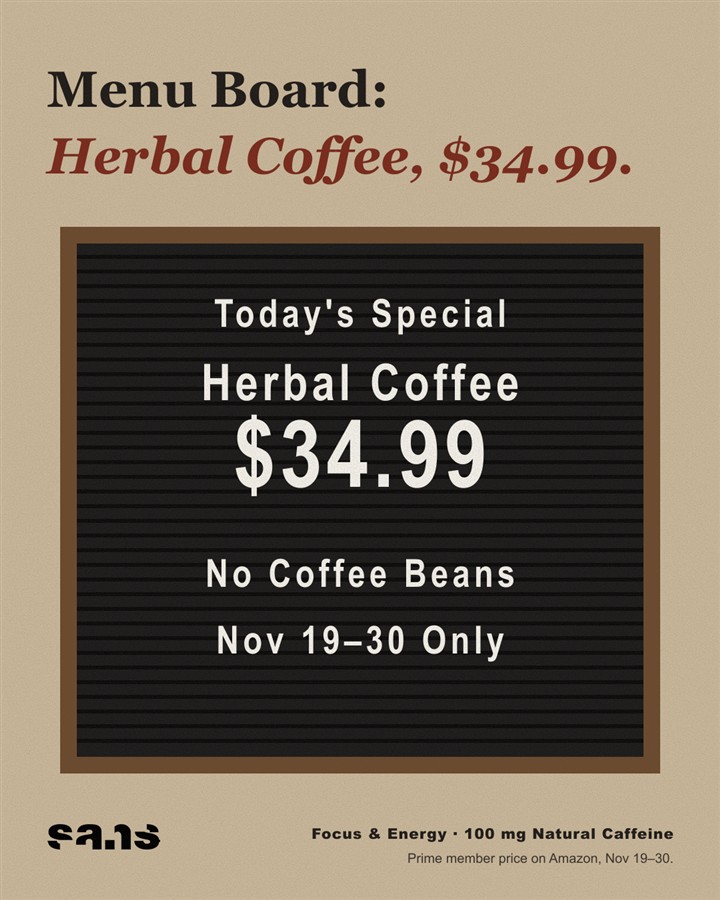 Menu Board:
Herbal Coffee, $34.99.
Today's Special
Herbal Coffee
$34.99
No Coffee Beans
Nov 19–30 Only
sans
Focus & Energy · 100 mg Natural Caffeine
Prime member price on Amazon, Nov 19–30.